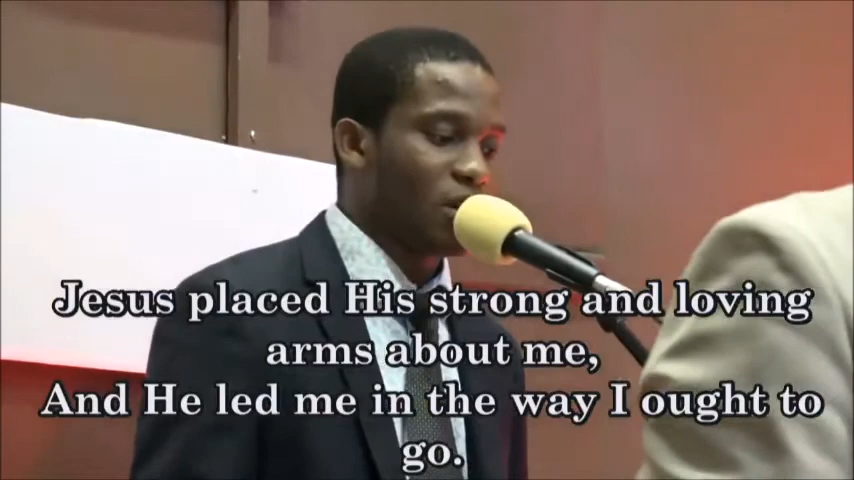 Jesus placed His strong and loving
arms about me,
And He led me in the way I ought to
go.